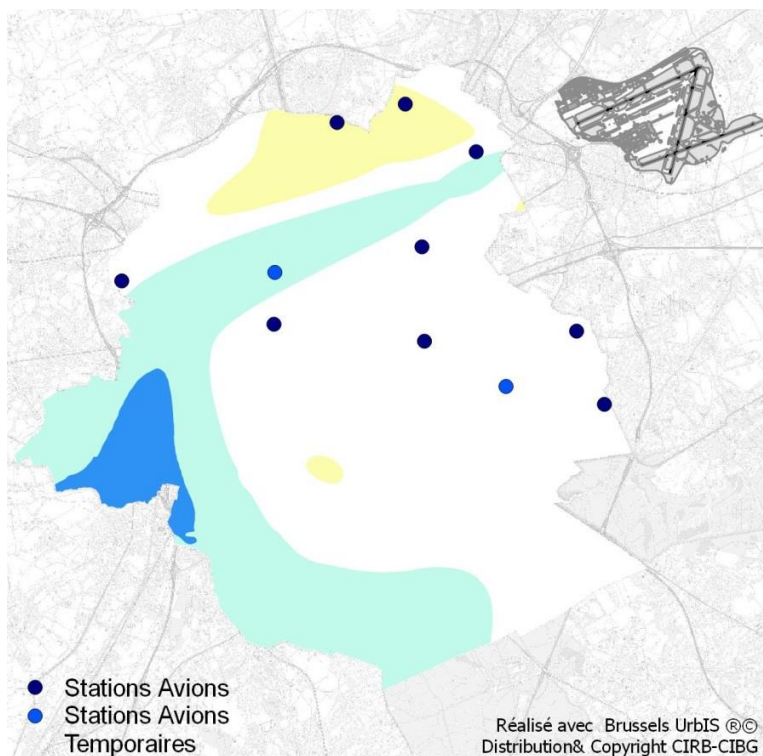 Stations Avions
Stations Avions
Temporaires
Réalisé avec Brussels UrbIS ®©
Distribution& Copyright CIRB-CIBG